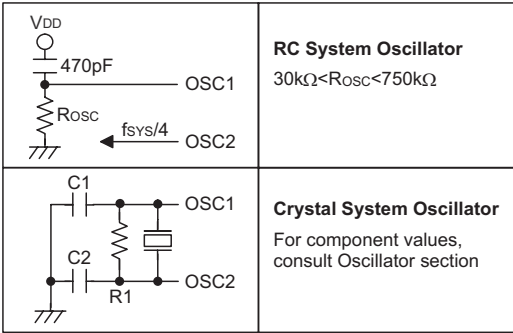 VDD
470pF
OSC1
ROSC
fSYS/4
OSC2
RC System Oscillator
30kΩ<ROSC<750kΩ
C1
OSC1
C2
OSC2
R1
Crystal System Oscillator
For component values,
consult Oscillator section